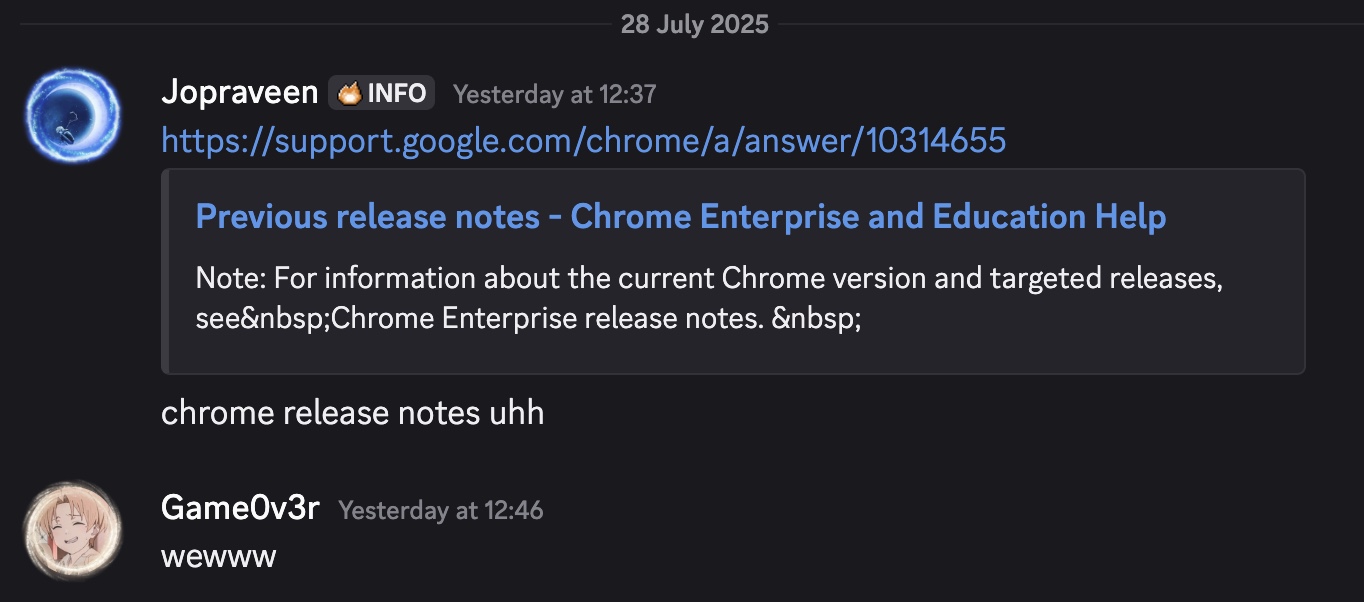 28 July 2025
Jopraveen INFO Yesterday at 12:37
https://support.google.com/chrome/a/answer/10314655
Previous release notes - Chrome Enterprise and Education Help
Note: For information about the current Chrome version and targeted releases,
see&nbsp;Chrome Enterprise release notes. &nbsp;
chrome release notes uhh
Game0v3r Yesterday at 12:46
wewww